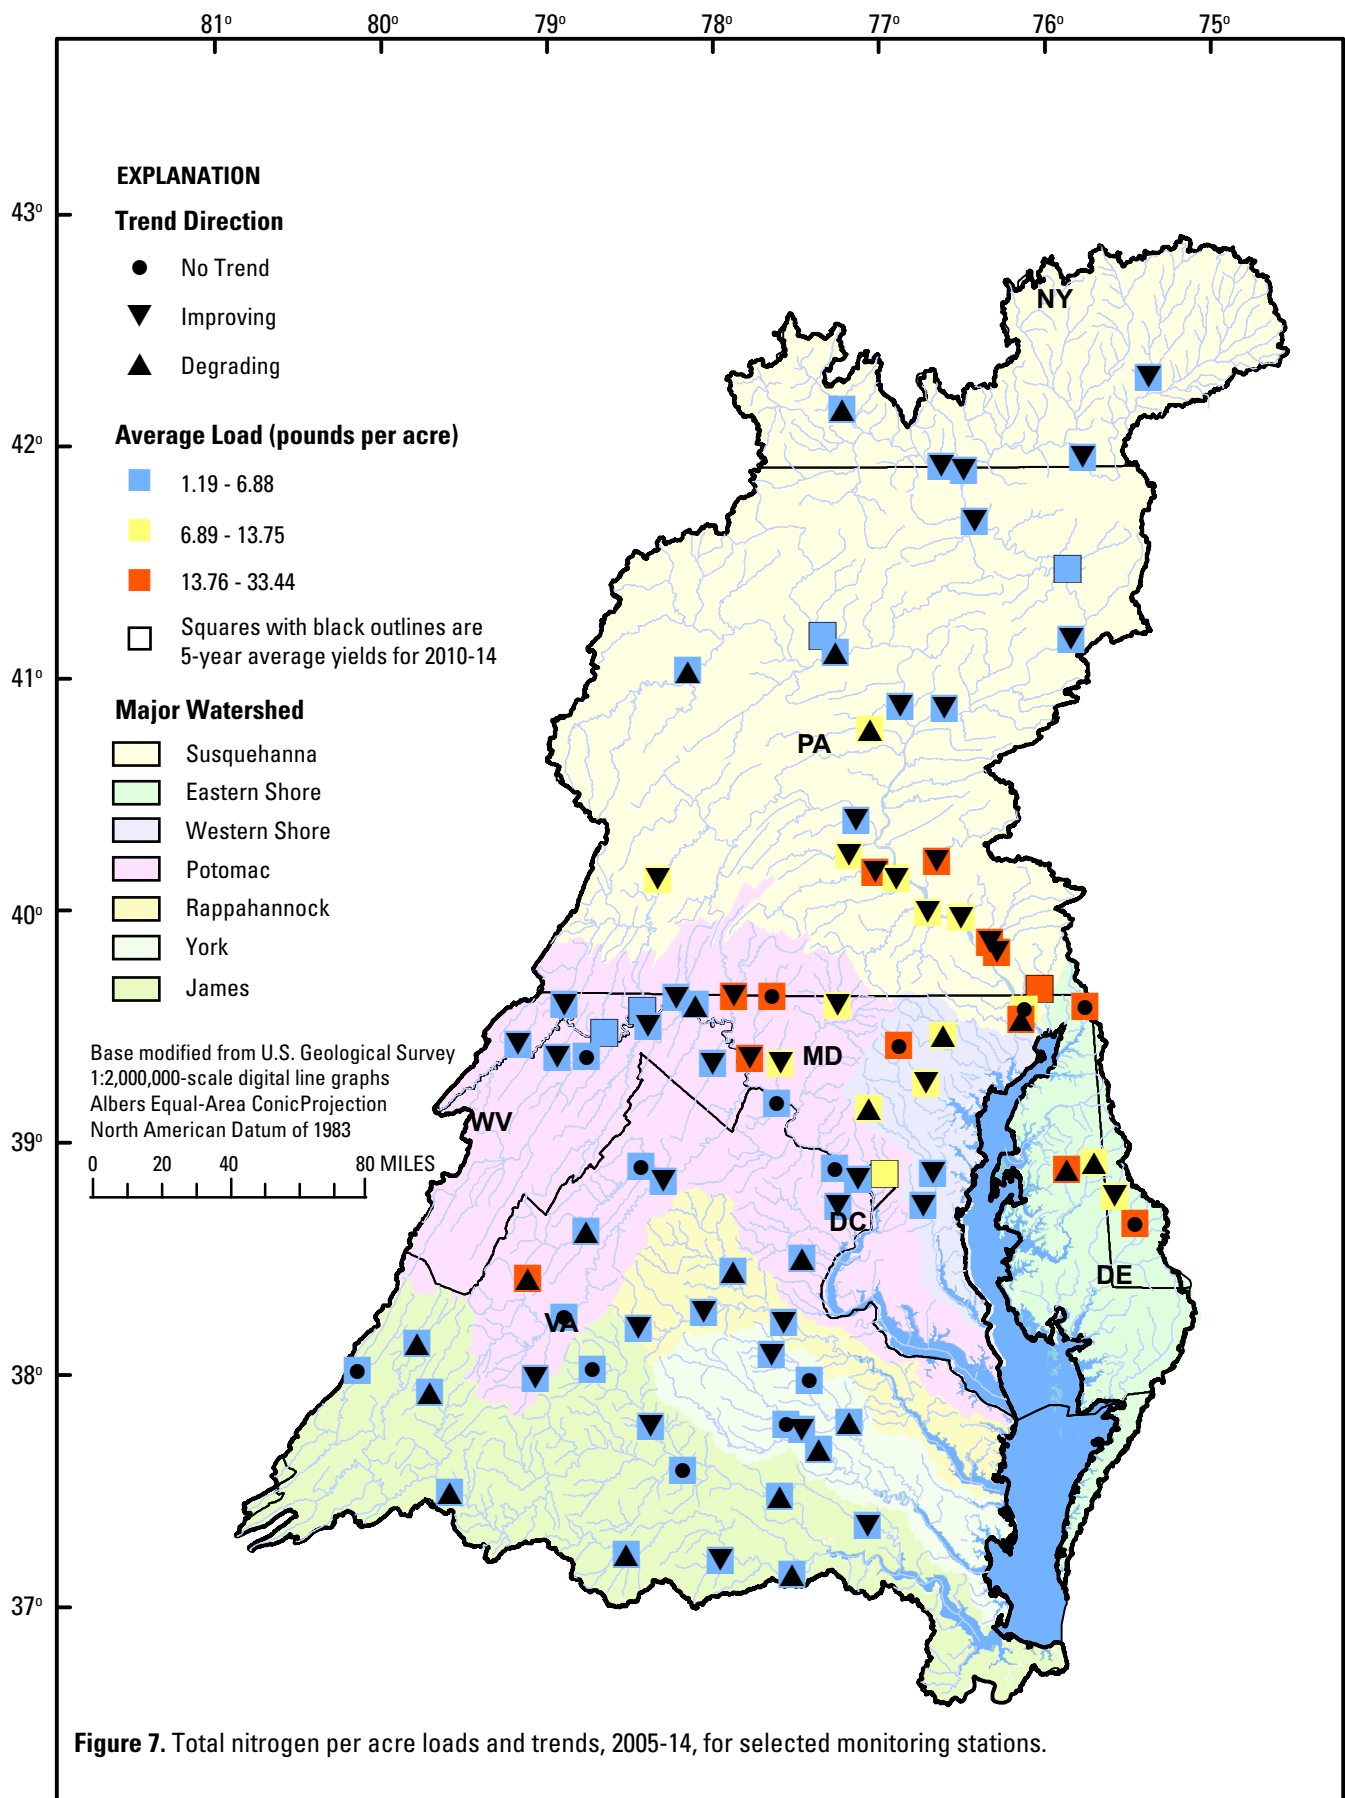 81° 80° 79° 78° 77° 76° 75°
43°
42°
41°
40°
39°
38°
37°
EXPLANATION
Trend Direction
No Trend
Improving
Degrading
Average Load (pounds per acre)
1.19 - 6.88
6.89 - 13.75
13.76 - 33.44
Squares with black outlines are
5-year average yields for 2010-14
Major Watershed
Susquehanna
Eastern Shore
Western Shore
Potomac
Rappahannock
York
James
Base modified from U.S. Geological Survey
1:2,000,000-scale digital line graphs
Albers Equal-Area ConicProjection
North American Datum of 1983
0 20 40 80 MILES
NY
PA
MD
WV
DC
DE
VA
Figure 7. Total nitrogen per acre loads and trends, 2005-14, for selected monitoring stations.